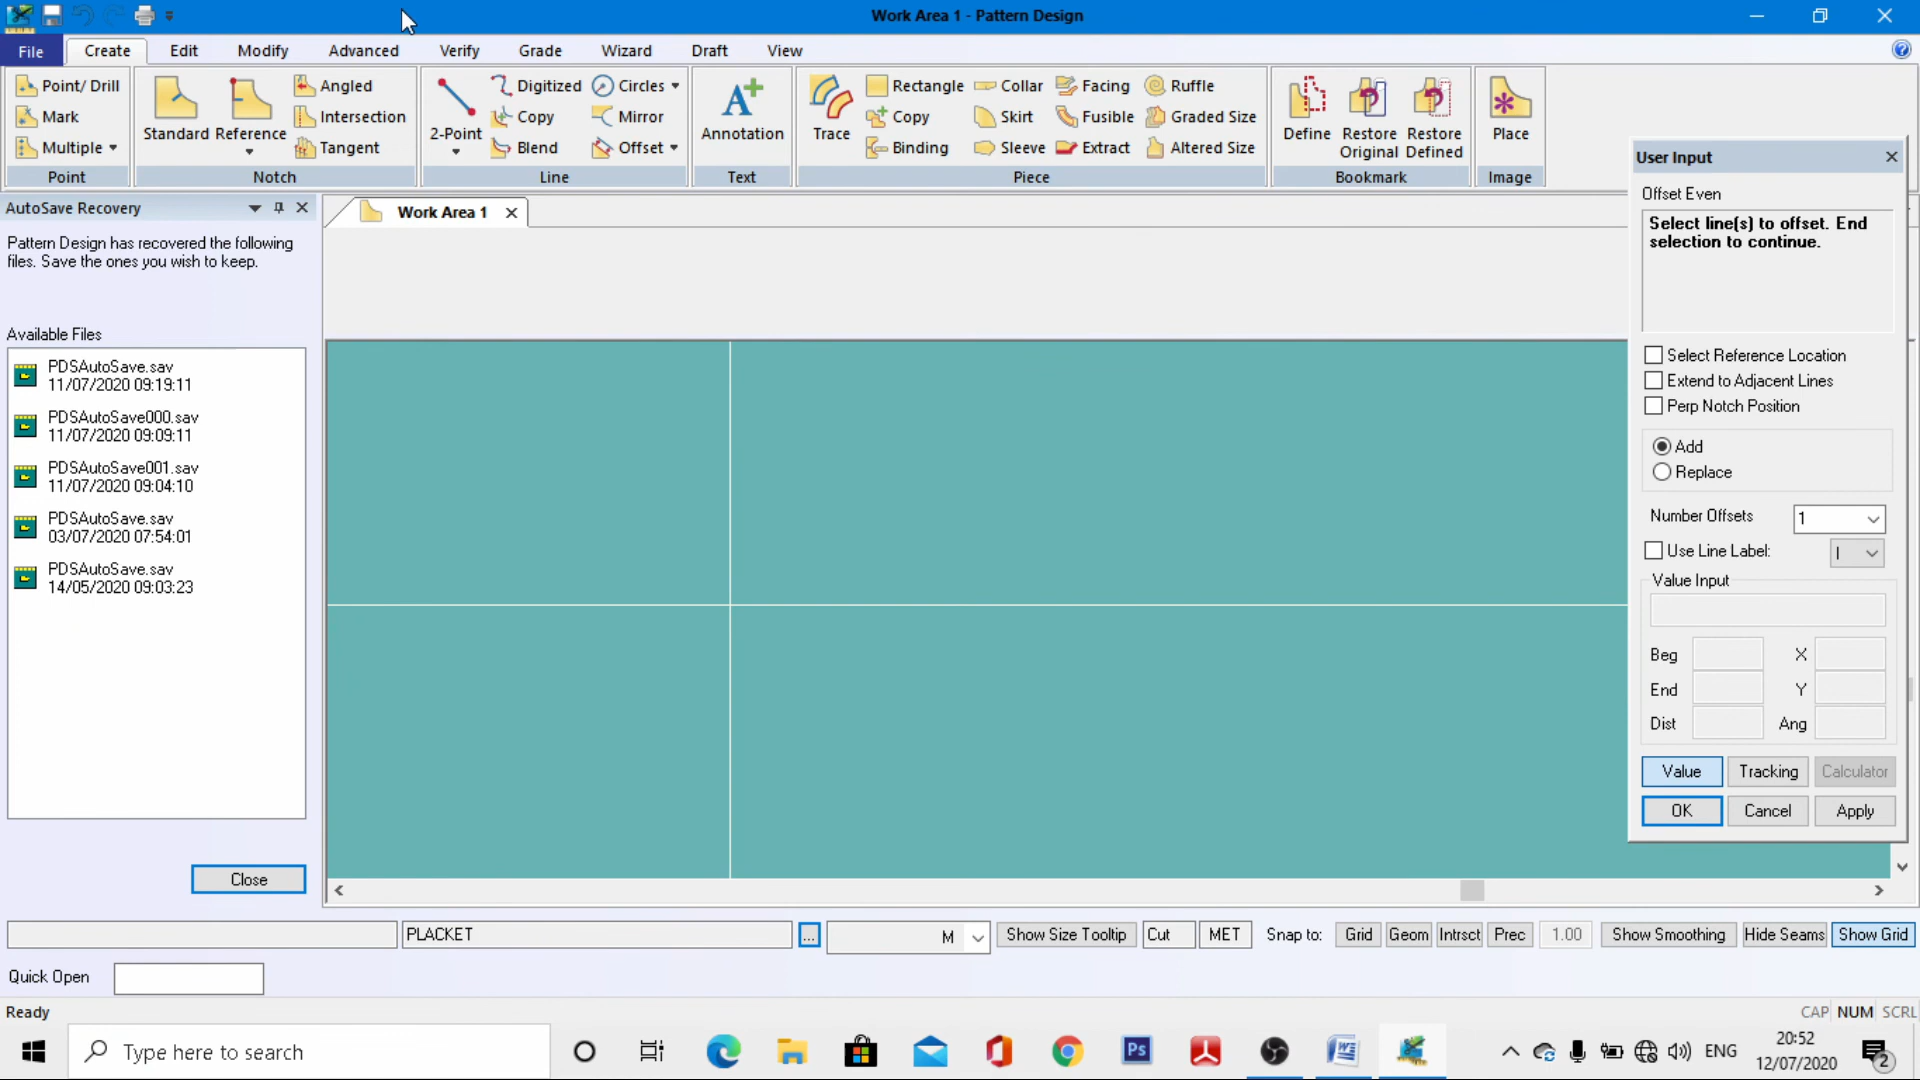 Work Area 1 - Pattern Design
File
Create
Edit
Modify
Advanced
Verify
Grade
Wizard
Draft
View
Point/ Drill
Mark
Multiple
Point
Standard
Reference
Angled
Intersection
Tangent
Notch
2-Point
Digitized
Copy
Blend
Circles
Mirror
Offset
Line
Annotation
Text
Trace
Rectangle
Copy
Binding
Collar
Skirt
Sleeve
Facing
Fusible
Extract
Ruffle
Graded Size
Altered Size
Piece
Define
Restore Original
Restore Defined
Bookmark
Place
Image
AutoSave Recovery
Pattern Design has recovered the following
files. Save the ones you wish to keep.
Available Files
PDSAutoSave.sav
11/07/2020 09:19:11
PDSAutoSave000.sav
11/07/2020 09:09:11
PDSAutoSave001.sav
11/07/2020 09:04:10
PDSAutoSave.sav
03/07/2020 07:54:01
PDSAutoSave.sav
14/05/2020 09:03:23
Close
Work Area 1
User Input
Offset Even
Select line(s) to offset. End
selection to continue.
Select Reference Location
Extend to Adjacent Lines
Perp Notch Position
Add
Replace
Number Offsets
1
Use Line Label:
I
Value Input
Beg
X
End
Y
Dist
Ang
Value
Tracking
Calculator
OK
Cancel
Apply
PLACKET
...
M
Show Size Tooltip
Cut
MET
Snap to:
Grid
Geom
Intrsct
Prec
1.00
Show Smoothing
Hide Seams
Show Grid
Quick Open
Ready
CAP NUM SCRL
Type here to search
Ps
ENG
20:52
12/07/2020
2